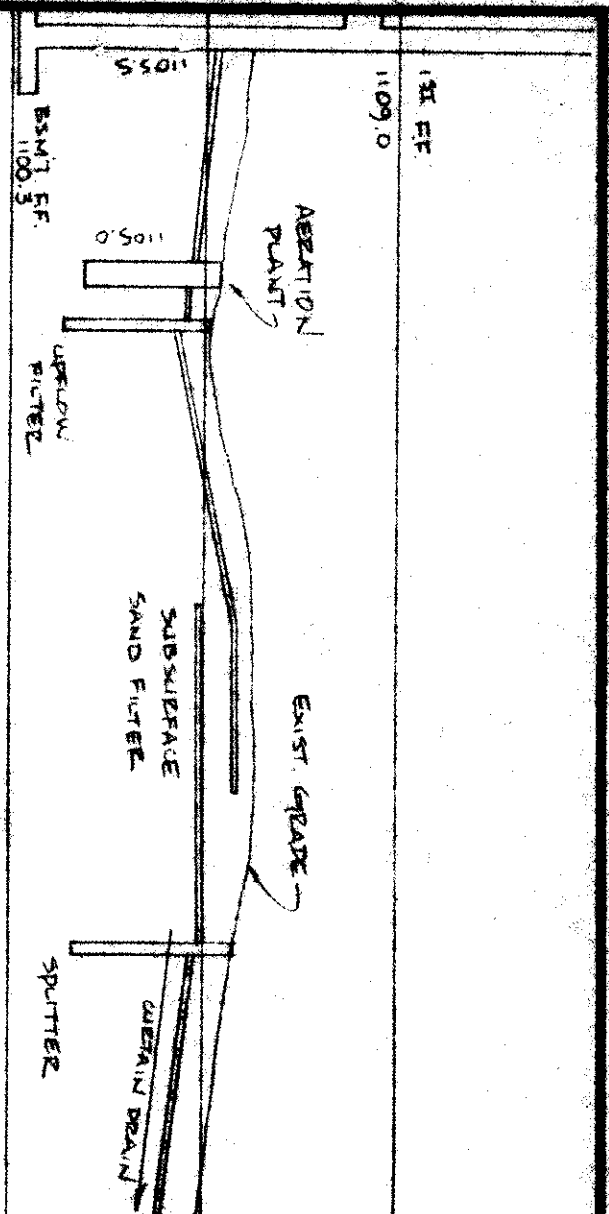 1ST F.F.
1109.0
1105.5
BSMT F.F.
1100.3
AERATION
PLANT
1105.0
UPFLOW
FILTER
SUBSURFACE
SAND FILTER
EXIST. GRADE
SPLITTER
CURTAIN DRAIN